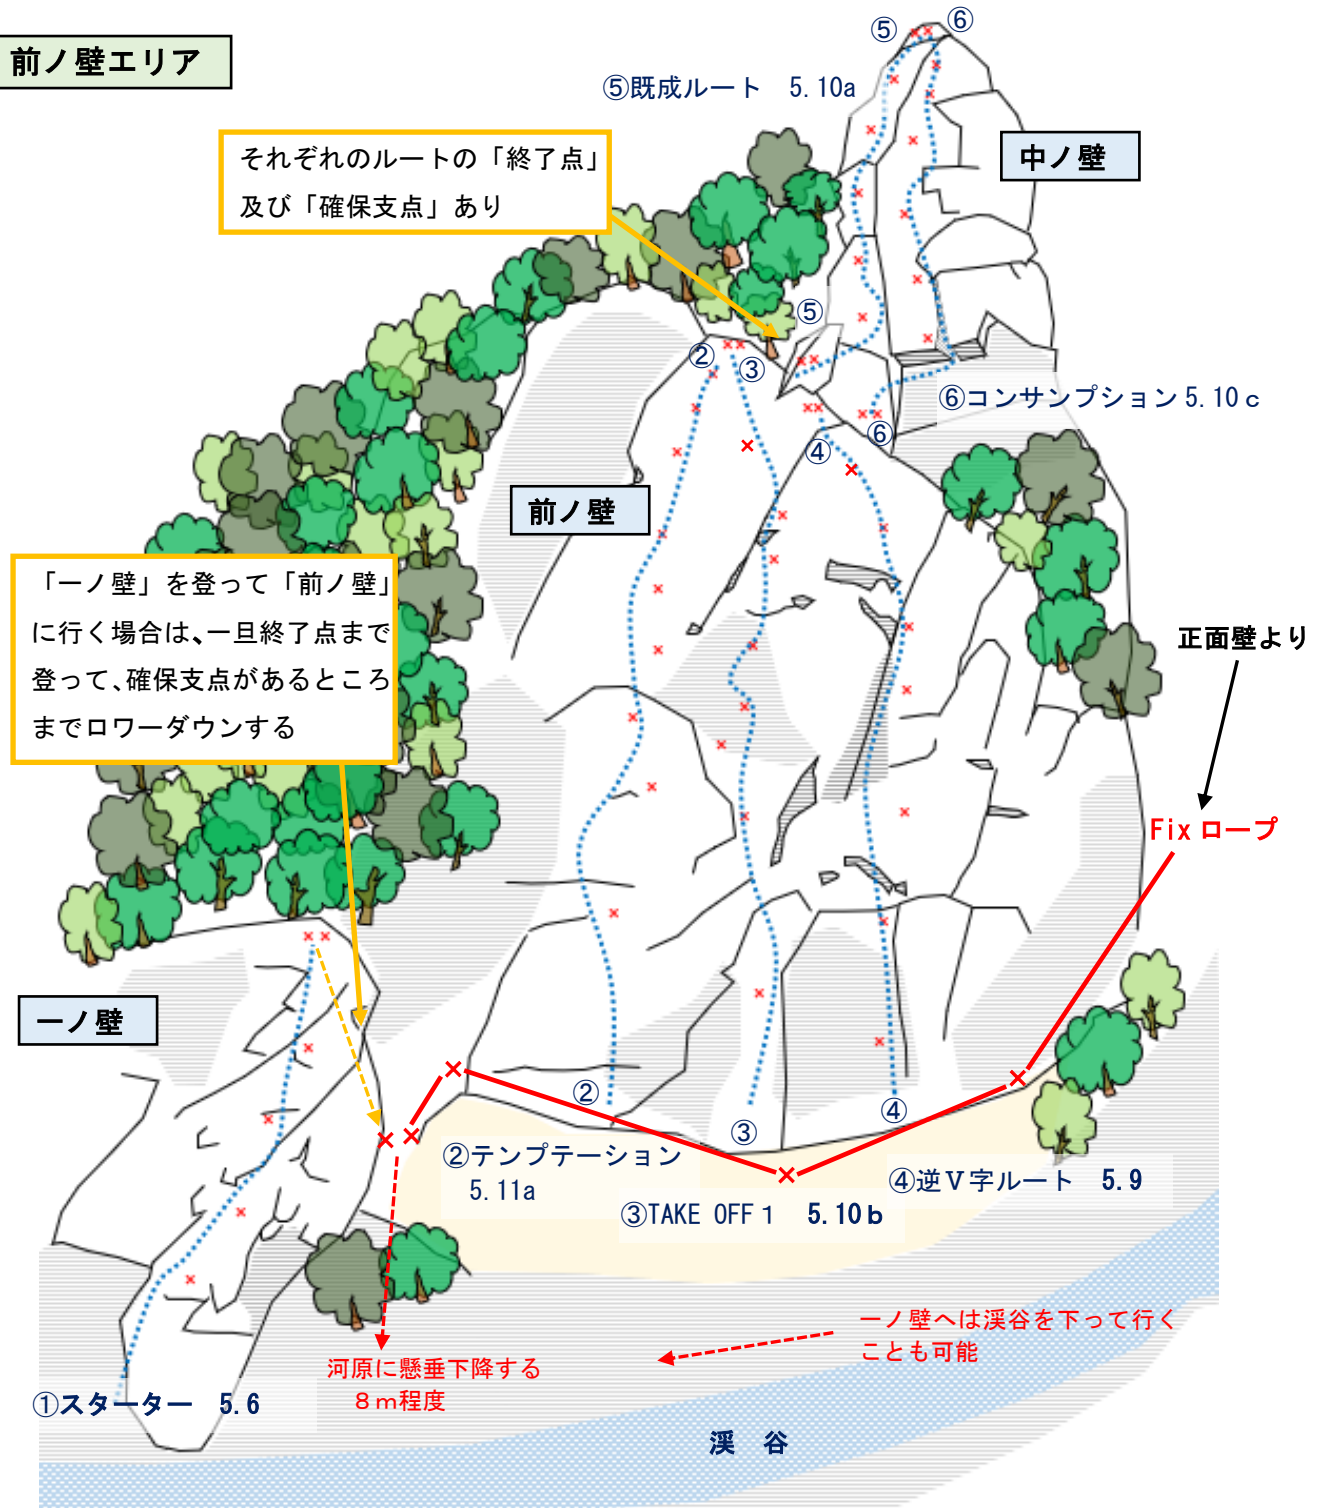 前ノ壁エリア
⑤
⑥
⑤既成ルート 5.10a
それぞれのルートの「終了点」
及び「確保支点」あり
中ノ壁
⑤
②
③
⑥コンサンプション 5.10ｃ
④
⑥
前ノ壁
「一ノ壁」を登って「前ノ壁」
に行く場合は、一旦終了点まで
登って、確保支点があるところ
までロワーダウンする
正面壁より
Fix ロープ
一ノ壁
②
③
④
②テンプテーション
5.11a
③TAKE OFF１ 5.10ｂ
④逆Ｖ字ルート 5.9
一ノ壁へは渓谷を下って行く
ことも可能
河原に懸垂下降する
８ｍ程度
①スターター 5.6
渓 谷